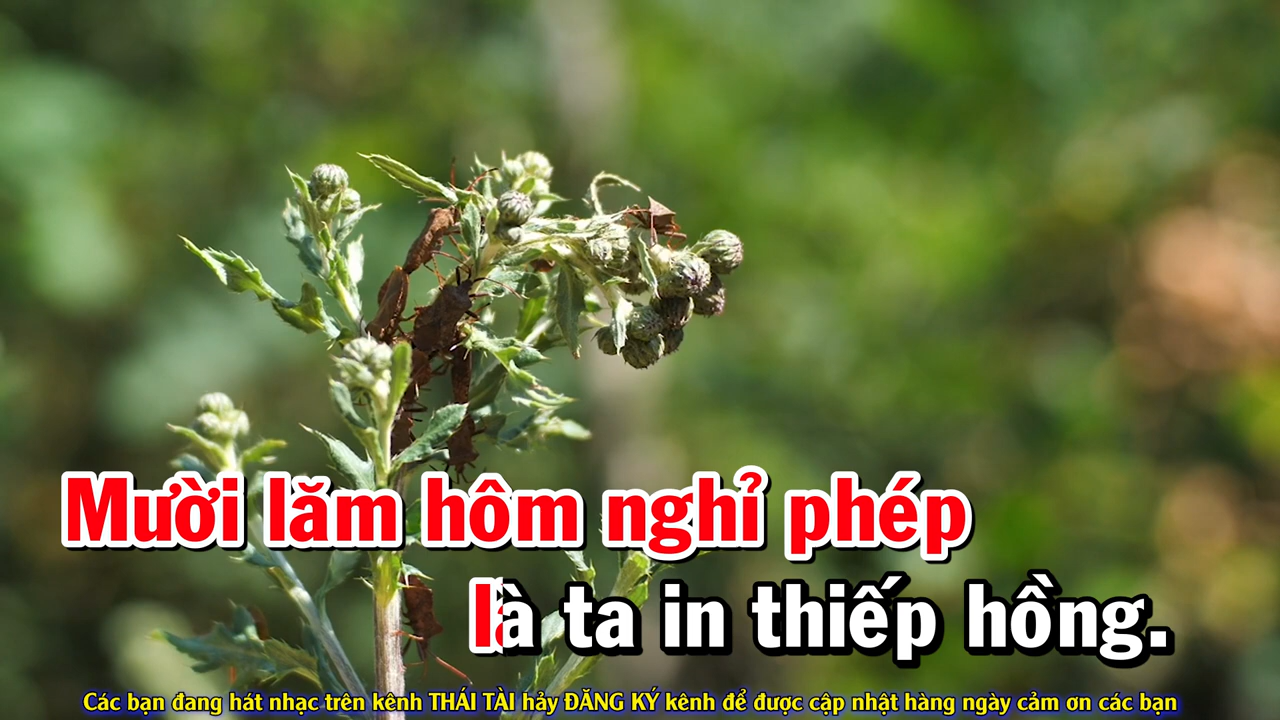 Mười lăm hôm nghỉ phép
là ta in thiếp hồng.
Các bạn đang hát nhạc trên kênh THÁI TÀI hảy ĐĂNG KÝ kênh để được cập nhật hàng ngày cảm ơn các bạn